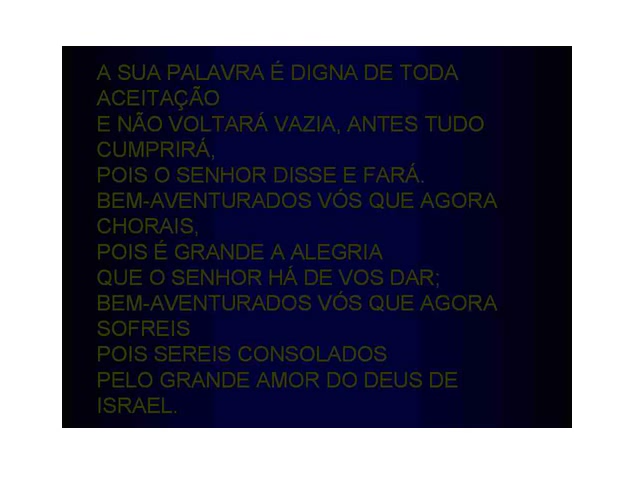 A SUA PALAVRA É DIGNA DE TODA
ACEITAÇÃO
E NÃO VOLTARÁ VAZIA, ANTES TUDO
CUMPRIRÁ,
POIS O SENHOR DISSE E FARÁ.
BEM-AVENTURADOS VÓS QUE AGORA
CHORAIS,
POIS É GRANDE A ALEGRIA
QUE O SENHOR HÁ DE VOS DAR;
BEM-AVENTURADOS VÓS QUE AGORA
SOFREIS
POIS SEREIS CONSOLADOS
PELO GRANDE AMOR DO DEUS DE
ISRAEL.